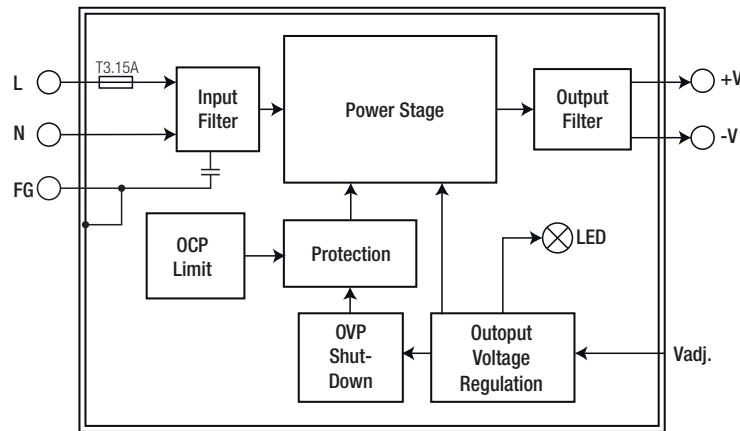 T3.15A
L
N
FG
Input
Filter
Power Stage
Output
Filter
+V
-V
OCP
Limit
Protection
LED
OVP
Shut-
Down
Outoput
Voltage
Regulation
Vadj.